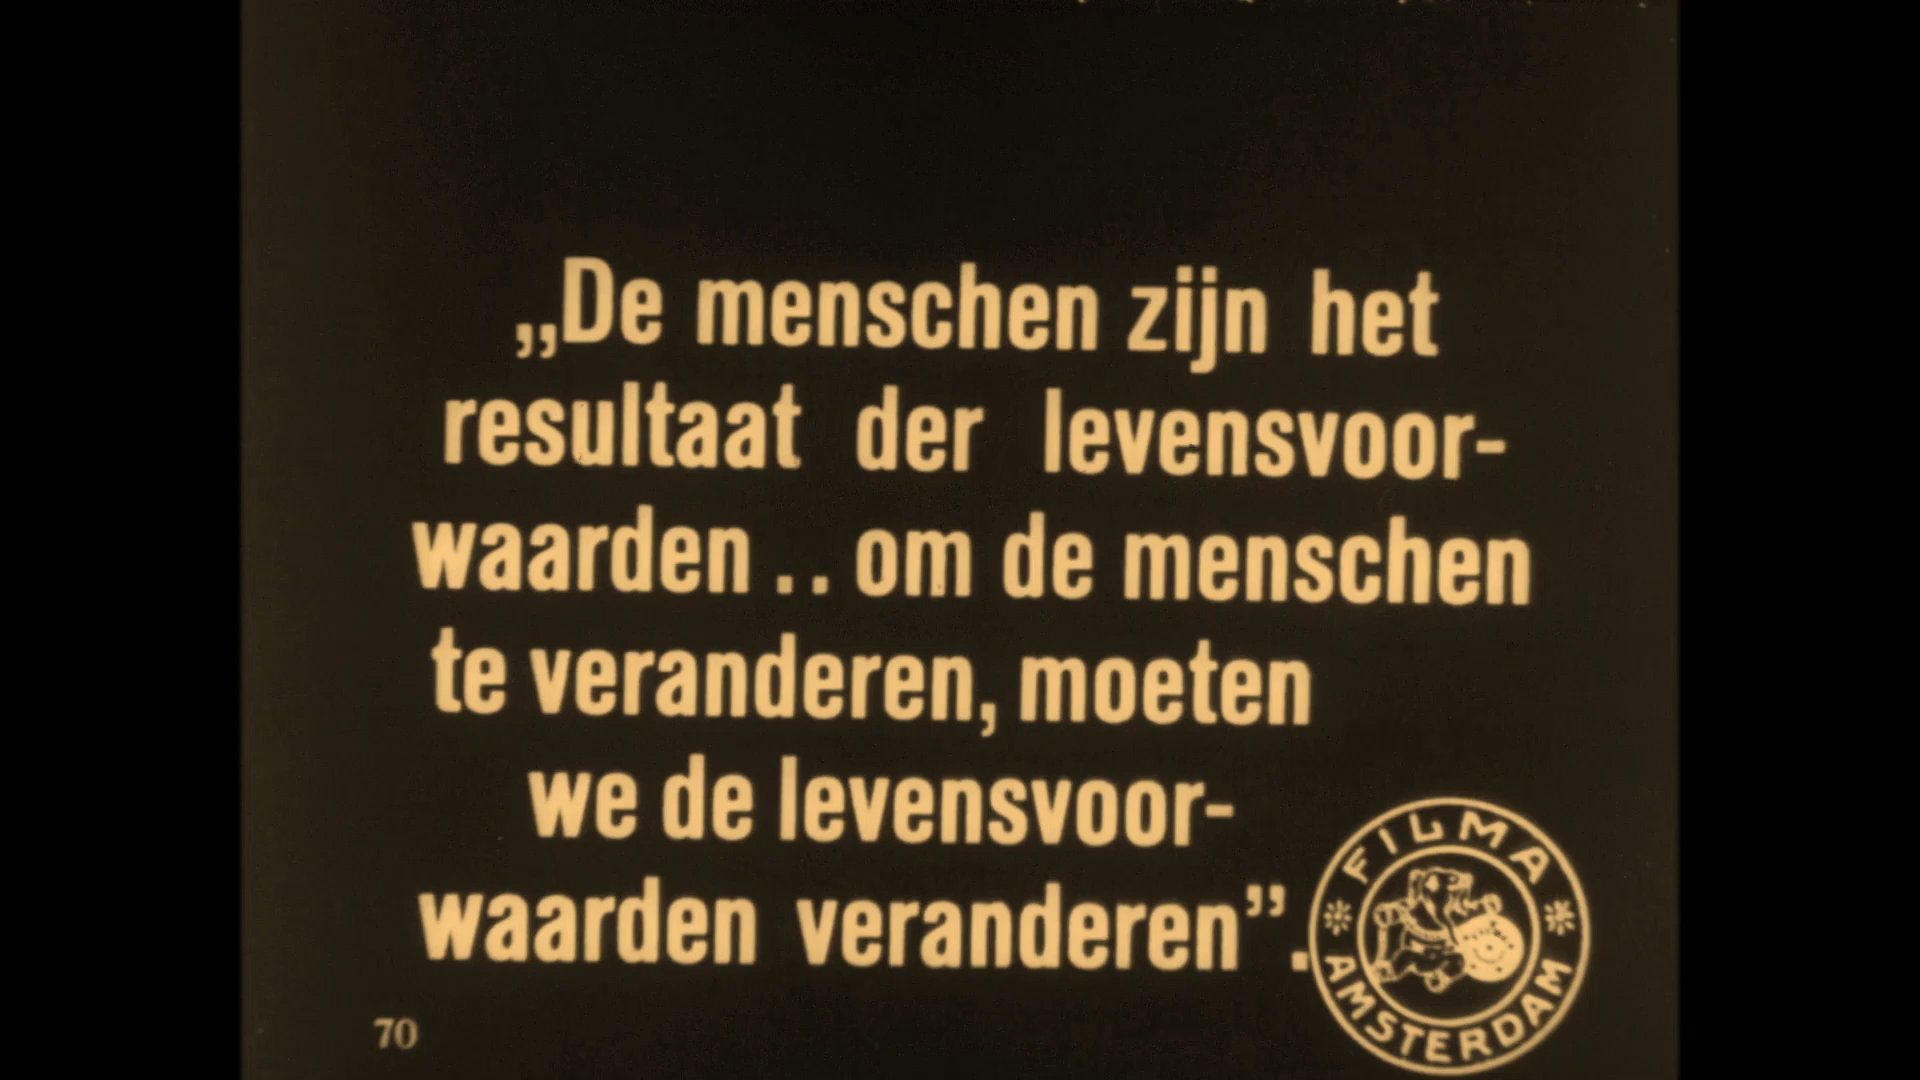 „De menschen zijn het
resultaat der levensvoor-
waarden .. om de menschen
te veranderen, moeten
we de levensvoor-
waarden veranderen”.
70
FILMA
AMSTERDAM